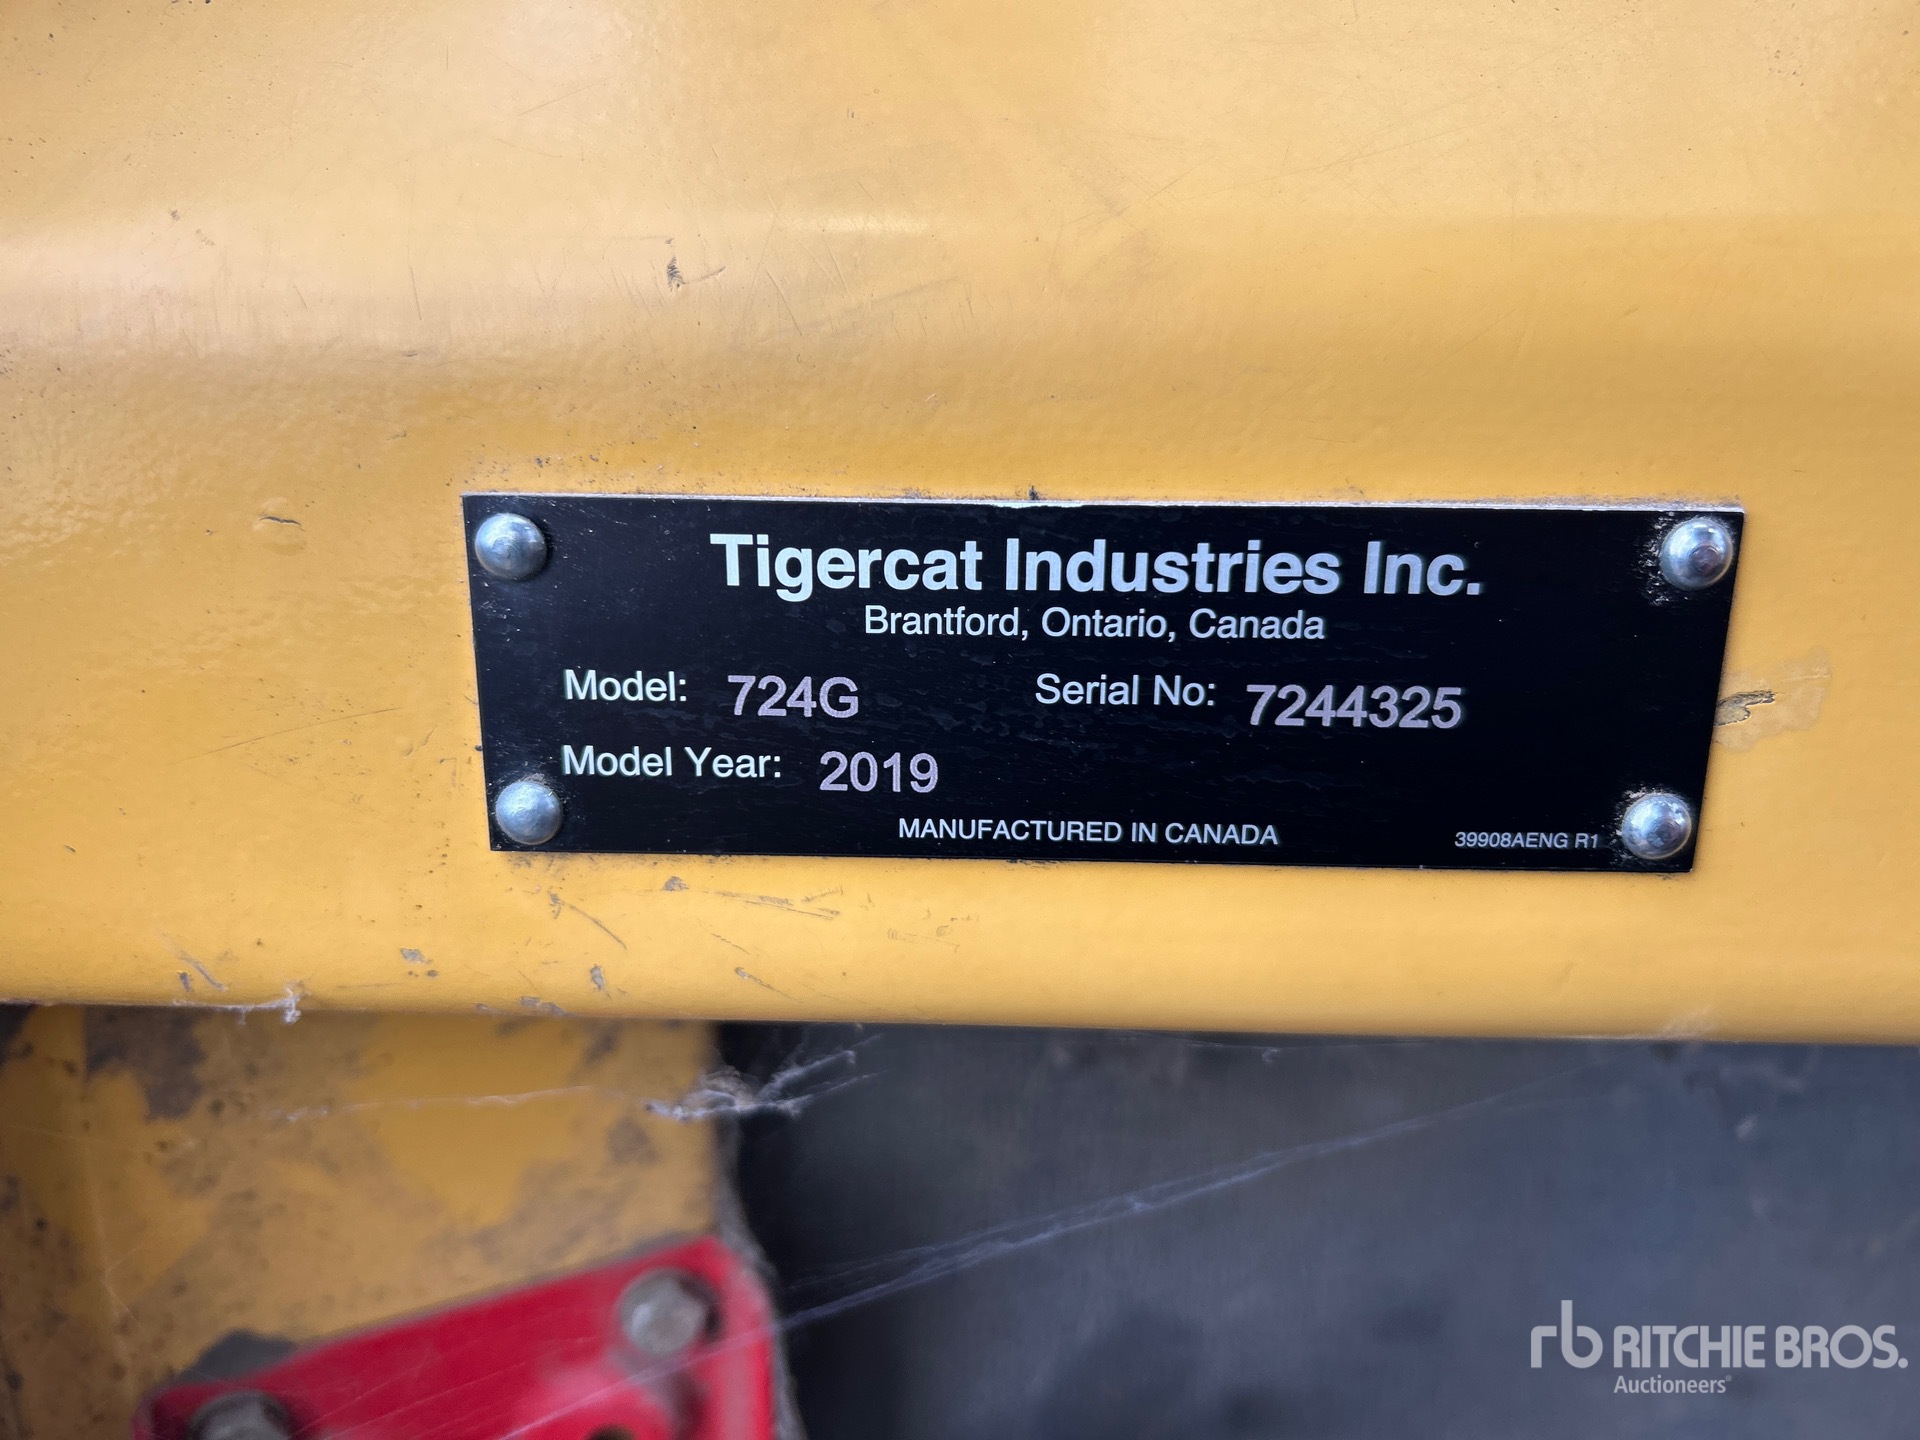 Tigercat Industries Inc.
Brantford, Ontario, Canada
Model: 724G Serial No: 7244325
Model Year: 2019
MANUFACTURED IN CANADA 39908AENG R1
rb RITCHIE BROS.
Auctioneers®